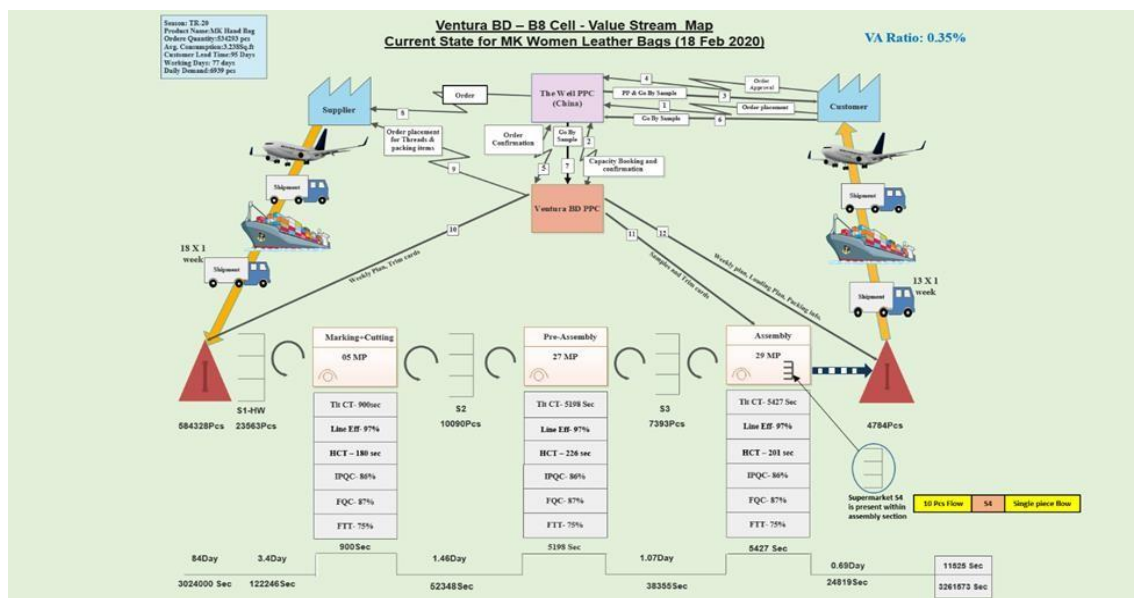 Season: TR-20
Product Name:MK Hand Bag
Ordere Quantity:534293 pcs
Avg. Consumption:3.238Sq.ft
Customer Lead Time:95 Days
Working Days: 77 days
Daily Demand:6939 pcs
Ventura BD – B8 Cell - Value Stream Map
Current State for MK Women Leather Bags (18 Feb 2020)
VA Ratio: 0.35%
Supplier
Order
8
The Well PPC
(China)
4
Order
Approval
PP & Go By Sample
3
1
Order placement
Go By Sample
6
Customer
Order placement
for Threads &
packing items
9
Order
Confirmation
5
Go By
Sample
7
2
Capacity Booking and
confirmation
Ventura BD PPC
Shipment
Shipment
18 X 1
week
Shipment
Shipment
13 X 1
week
10
Weekly Plan, Trim cards
11
Samples and Trim cards
12
Weekly plan, Loading Plan, Packing info.
Marking+Cutting
05 MP
Pre-Assembly
27 MP
Assembly
29 MP
I
I
584328Pcs
S1-HW
23563Pcs
S2
10090Pcs
S3
7393Pcs
4784Pcs
Tlt CT- 900sec
Line Eff- 97%
HCT – 180 sec
IPQC- 86%
FQC- 87%
FTT- 75%
Tlt CT- 5198 Sec
Line Eff- 97%
HCT – 226 sec
IPQC- 86%
FQC- 87%
FTT- 75%
Tlt CT- 5427 Sec
Line Eff- 97%
HCT – 201 sec
IPQC- 86%
FQC- 87%
FTT- 75%
Supermarket S4
is present within
assembly section
10 Pcs Flow
S4
Single piece flow
84Day
3.4Day
900Sec
1.46Day
5198 Sec
1.07Day
5427 Sec
0.69Day
11525 Sec
3024000 Sec
122246Sec
52348Sec
38355Sec
24819Sec
3261573 Sec